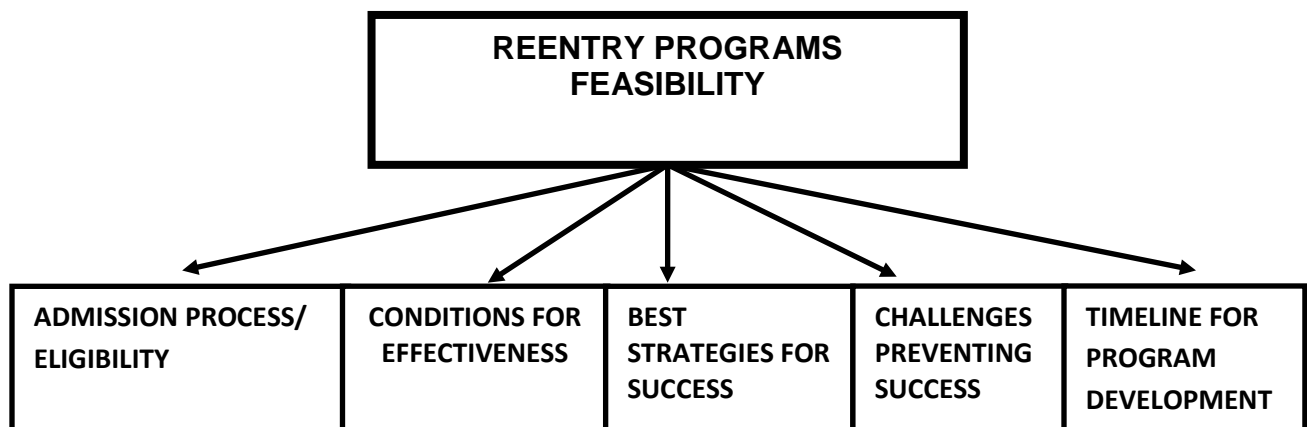 REENTRY PROGRAMS
FEASIBILITY
ADMISSION PROCESS/
ELIGIBILITY
CONDITIONS FOR
EFFECTIVENESS
BEST
STRATEGIES FOR
SUCCESS
CHALLENGES
PREVENTING
SUCCESS
TIMELINE FOR
PROGRAM
DEVELOPMENT